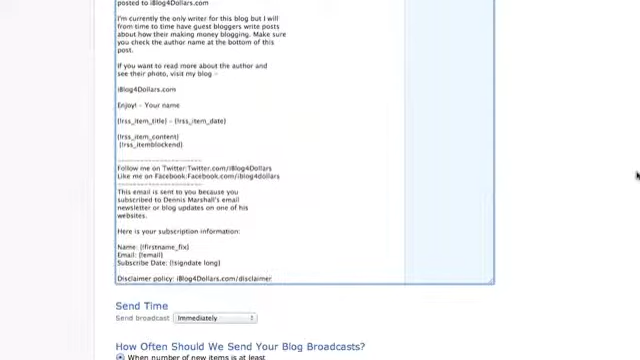 posted to iBlog4Dollars.com
I'm currently the only writer for this blog but I will
from time to time have guest bloggers write posts
about how their making money blogging. Make sure
you check the author name at the bottom of this
post.
If you want to read more about the author and
see their photo, visit my blog -
iBlog4Dollars.com
Enjoy! - Your name
{!rss_item_title} - {!rss_item_date}
{!rss_item_content}
{!rss_itemblockend}
Follow me on Twitter:Twitter.com/iBlog4Dollars
Like me on Facebook:Facebook.com/iblog4dollars
This email is sent to you because you
subscribed to Dennis Marshall's email
newsletter or blog updates on one of his
websites.
Here is your subscription information:
Name: {!firstname_fix}
Email: {!email}
Subscribe Date: {!signdate long}
Disclaimer policy: iBlog4Dollars.com/disclaimer
Send Time
Send broadcast Immediately
How Often Should We Send Your Blog Broadcasts?
When number of new items is at least